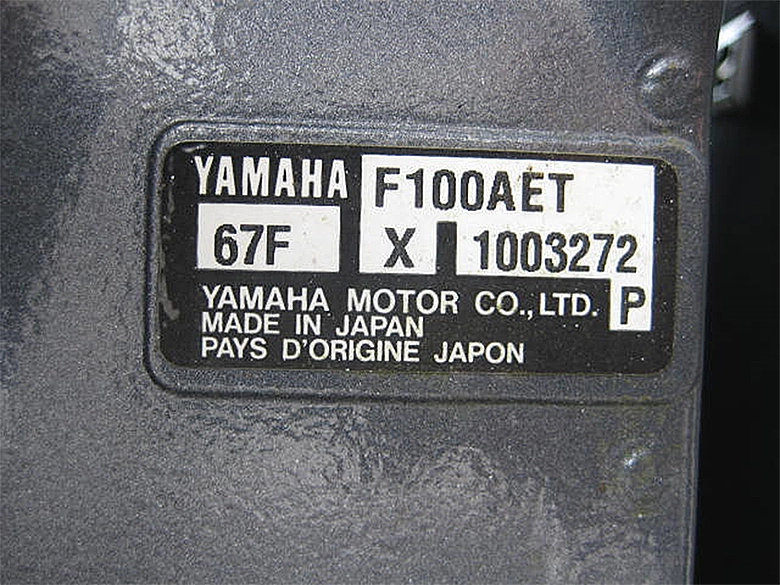 YAMAHA F100AET
67F X 1003272
YAMAHA MOTOR CO.,LTD. P
MADE IN JAPAN
PAYS D'ORIGINE JAPON